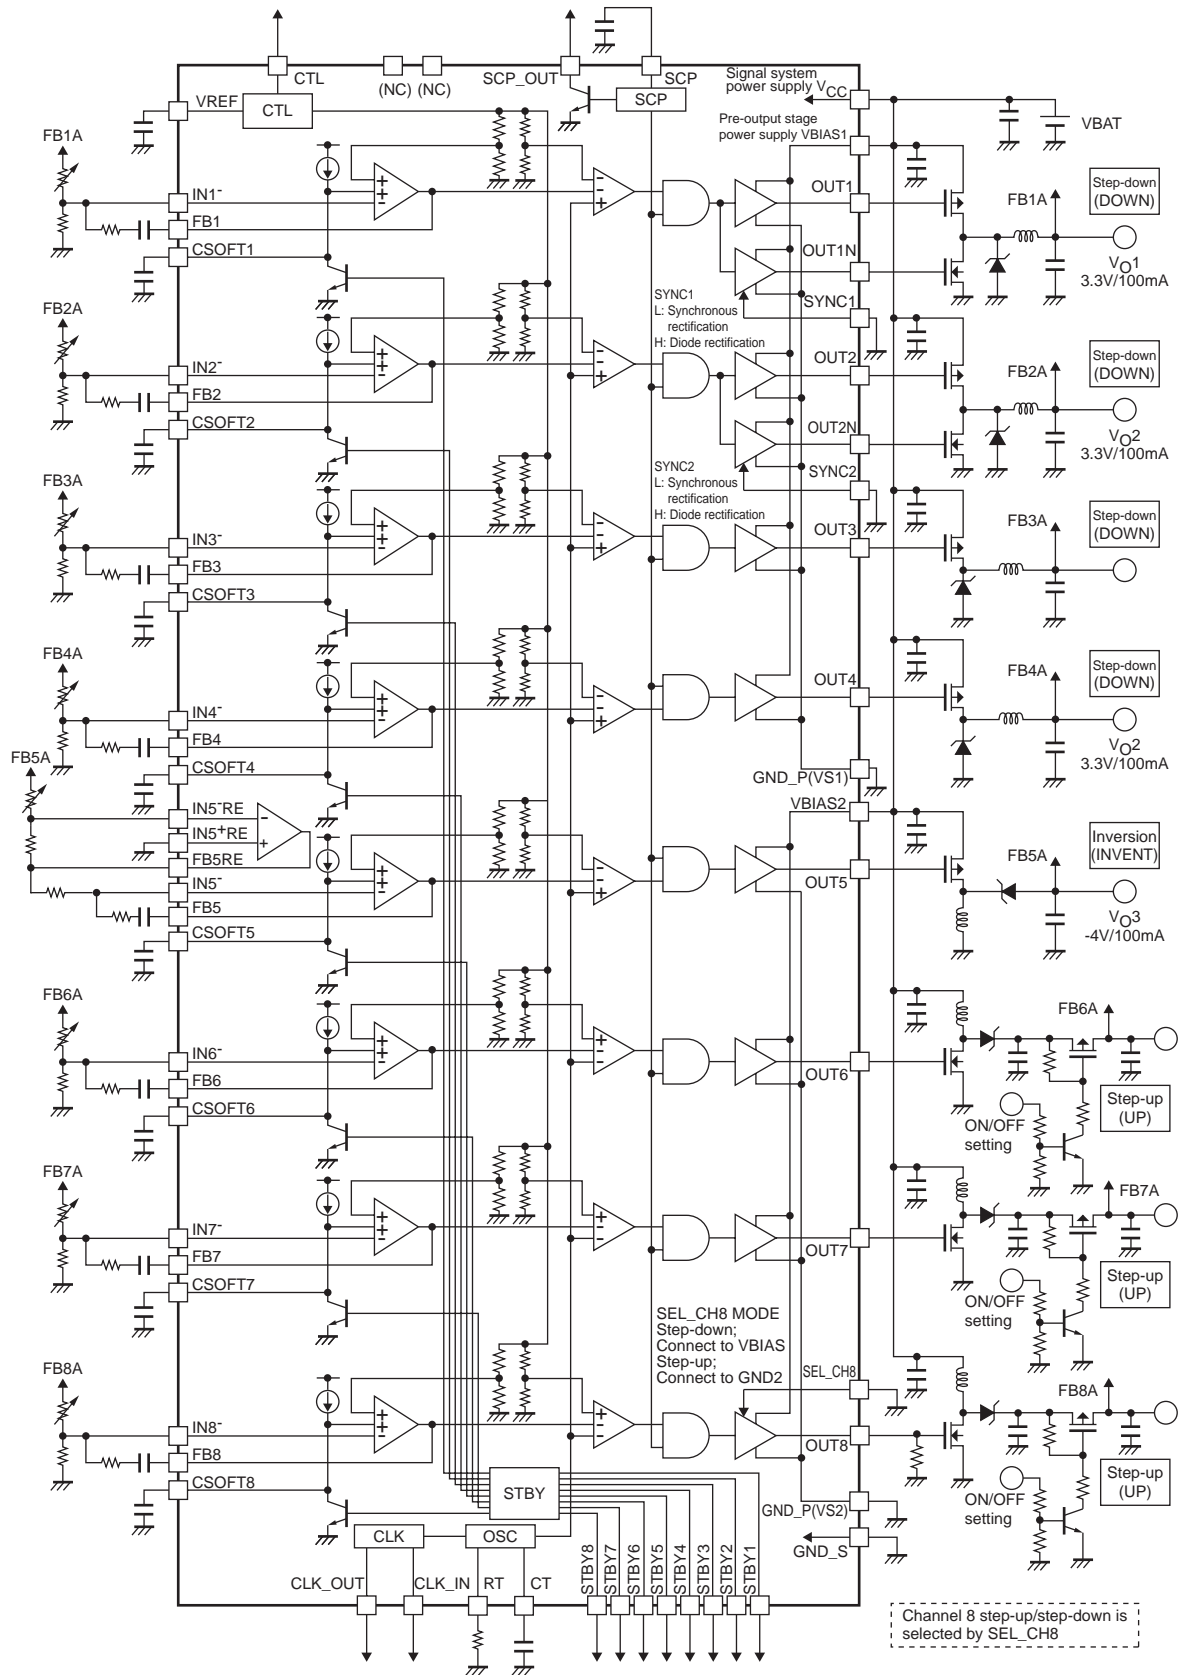 CTL
(NC) (NC)
SCP_OUT
SCP
VREF
CTL
SCP
Signal system
power supply VCC
VBAT
Pre-output stage
power supply VBIAS1
FB1A
IN1-
FB1
CSOFT1
OUT1
OUT1N
SYNC1
SYNC1
L: Synchronous
rectification
H: Diode rectification
FB1A
Step-down
(DOWN)
VO1
3.3V/100mA
FB2A
IN2-
FB2
CSOFT2
OUT2
OUT2N
SYNC2
SYNC2
L: Synchronous
rectification
H: Diode rectification
FB2A
Step-down
(DOWN)
VO2
3.3V/100mA
FB3A
IN3-
FB3
CSOFT3
OUT3
FB3A
Step-down
(DOWN)
FB4A
IN4-
FB4
CSOFT4
OUT4
GND_P(VS1)
FB4A
Step-down
(DOWN)
VO2
3.3V/100mA
FB5A
IN5-RE
IN5+RE
FB5RE
IN5-
FB5
CSOFT5
VBIAS2
OUT5
FB5A
Inversion
(INVENT)
VO3
-4V/100mA
FB6A
IN6-
FB6
CSOFT6
OUT6
FB6A
ON/OFF
setting
Step-up
(UP)
FB7A
IN7-
FB7
CSOFT7
OUT7
FB7A
ON/OFF
setting
Step-up
(UP)
SEL_CH8 MODE
Step-down;
Connect to VBIAS
Step-up;
Connect to GND2
SEL_CH8
FB8A
IN8-
FB8
CSOFT8
OUT8
FB8A
ON/OFF
setting
Step-up
(UP)
STBY
GND_P(VS2)
GND_S
CLK
OSC
CLK_OUT
CLK_IN
RT
CT
STBY8
STBY7
STBY6
STBY5
STBY4
STBY3
STBY2
STBY1
Channel 8 step-up/step-down is
selected by SEL_CH8